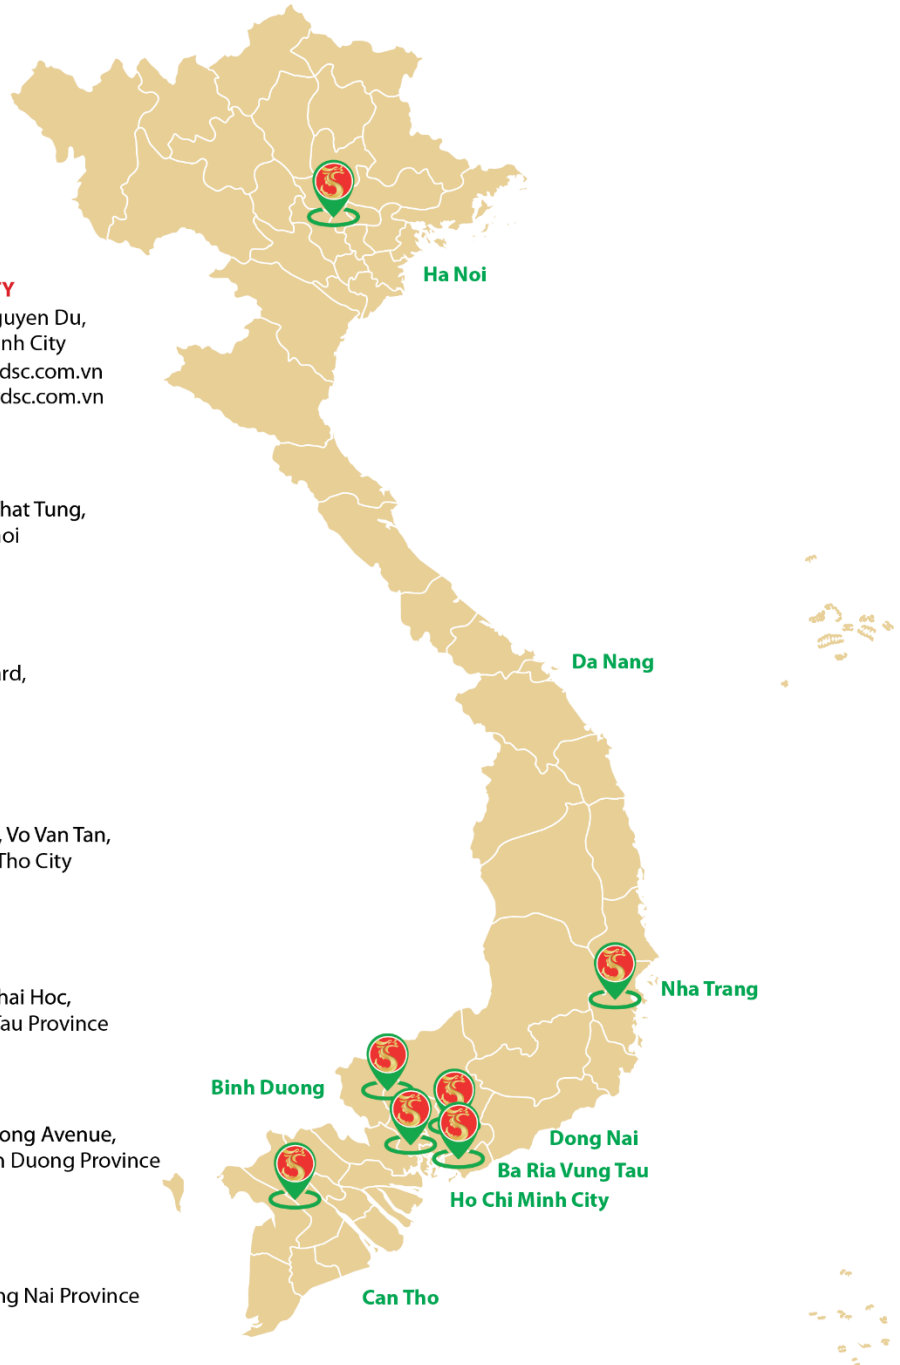 TY
guyen Du,
nh City
dsc.com.vn
dsc.com.vn
hat Tung,
oi
rd,
, Vo Van Tan,
Tho City
hai Hoc,
Tau Province
ong Avenue,
h Duong Province
ng Nai Province
Ha Noi
Da Nang
Nha Trang
Binh Duong
Dong Nai
Ba Ria Vung Tau
Ho Chi Minh City
Can Tho